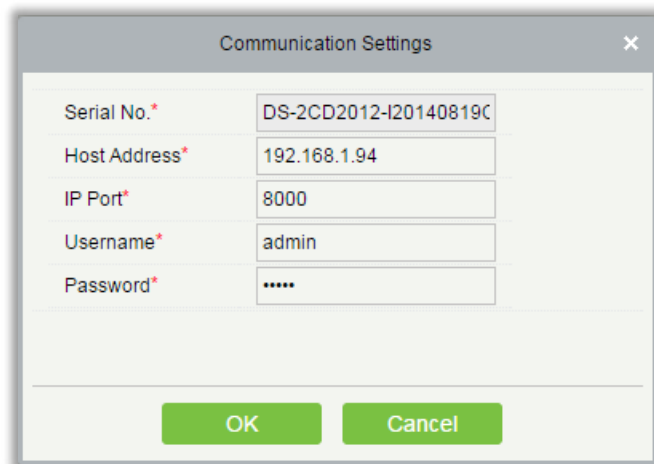 Communication Settings ×
Serial No.* DS-2CD2012-I20140819C
Host Address* 192.168.1.94
IP Port* 8000
Username* admin
Password* •••••
OK Cancel